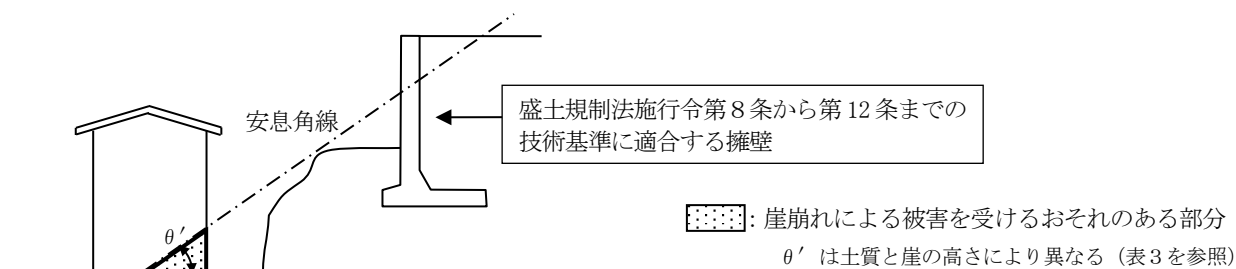 安息角線
盛土規制法施行令第8条から第12条までの
技術基準に適合する擁壁
:崖崩れによる被害を受けるおそれのある部分
θ′
θ′は土質と崖の高さにより異なる(表3を参照)